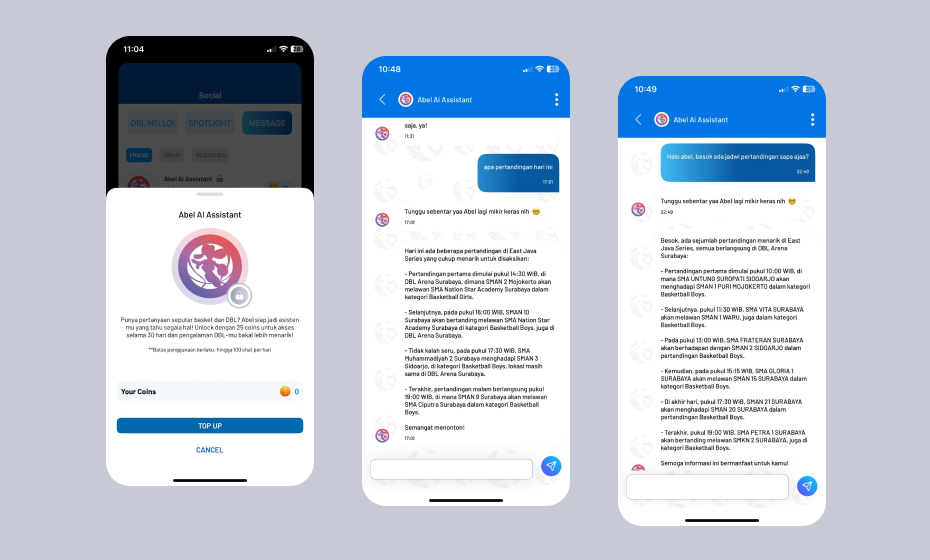 11:04
28
Social
DBL HELLO!
SPOTLIGHT
MESSAGE
FRIEND
GROUP
REQUESTS
Abel Ai Assistant
Abel AI Assistant
Punya pertanyaan seputar basket dan DBL? Abel siap jadi asisten
mu yang tahu segala hal! Unlock dengan 25 coins untuk akses
selama 30 hari dan pengalaman DBL-mu bakal lebih menarik!
**Batas penggunaan berlaku: hingga 100 chat per hari
Your Coins
0
TOP UP
CANCEL
10:48
31
Abel Ai Assistant
saja, ya!
11:31
apa pertandingan hari ini
17:01
Tunggu sebentar yaa Abel lagi mikir keras nih
17:01
Hari ini ada beberapa pertandingan di East Java
Series yang cukup menarik untuk disaksikan:
- Pertandingan pertama dimulai pukul 14:30 WIB, di
DBL Arena Surabaya, dimana SMAN 2 Mojokerto akan
melawan SMA Nation Star Academy Surabaya dalam
kategori Basketball Girls.
- Selanjutnya, pada pukul 16:00 WIB, SMAN 10
Surabaya akan bertanding melawan SMA Nation Star
Academy Surabaya di kategori Basketball Boys, juga di
DBL Arena Surabaya.
- Tidak kalah seru, pada pukul 17:30 WIB, SMA
Muhammadiyah 2 Surabaya menghadapi SMAN 3
Sidoarjo, di kategori Basketball Boys, lokasi masih
sama di DBL Arena Surabaya.
- Terakhir, pertandingan malam berlangsung pukul
19:00 WIB, di mana SMAN 9 Surabaya akan melawan
SMA Ciputra Surabaya dalam kategori Basketball
Boys.
Semangat menonton!
17:01
10:49
31
Abel Ai Assistant
Halo abel, besok ada jadwl pertandingan sapa ajaa?
22:49
Tunggu sebentar yaa Abel lagi mikir keras nih
22:49
Besok, ada sejumlah pertandingan menarik di East
Java Series, semua berlangsung di DBL Arena
Surabaya:
- Pertandingan pertama dimulai pukul 10:00 WIB, di
mana SMA UNTUNG SUROPATI SIDOARJO akan
menghadapi SMAN 1 PURI MOJOKERTO dalam kategori
Basketball Boys.
- Selanjutnya, pukul 11:30 WIB, SMA VITA SURABAYA
akan melawan SMAN 1 WARU, juga dalam kategori
Basketball Boys.
- Pada pukul 13:00 WIB, SMA FRATERAN SURABAYA
akan berhadapan dengan SMAN 2 SIDOARJO dalam
pertandingan Basketball Boys.
- Kemudian, pada pukul 15:15 WIB, SMA GLORIA 1
SURABAYA akan melawan SMAN 15 SURABAYA dalam
kategori Basketball Boys.
- Di akhir hari, pukul 17:30 WIB, SMAN 21 SURABAYA
akan menghadapi SMAN 20 SURABAYA dalam
pertandingan Basketball Boys.
- Terakhir, pukul 19:00 WIB, SMA PETRA 1 SURABAYA
akan bertanding melawan SMKN 2 SURABAYA, juga di
kategori Basketball Boys.
Semoga informasi ini bermanfaat untuk kamu!